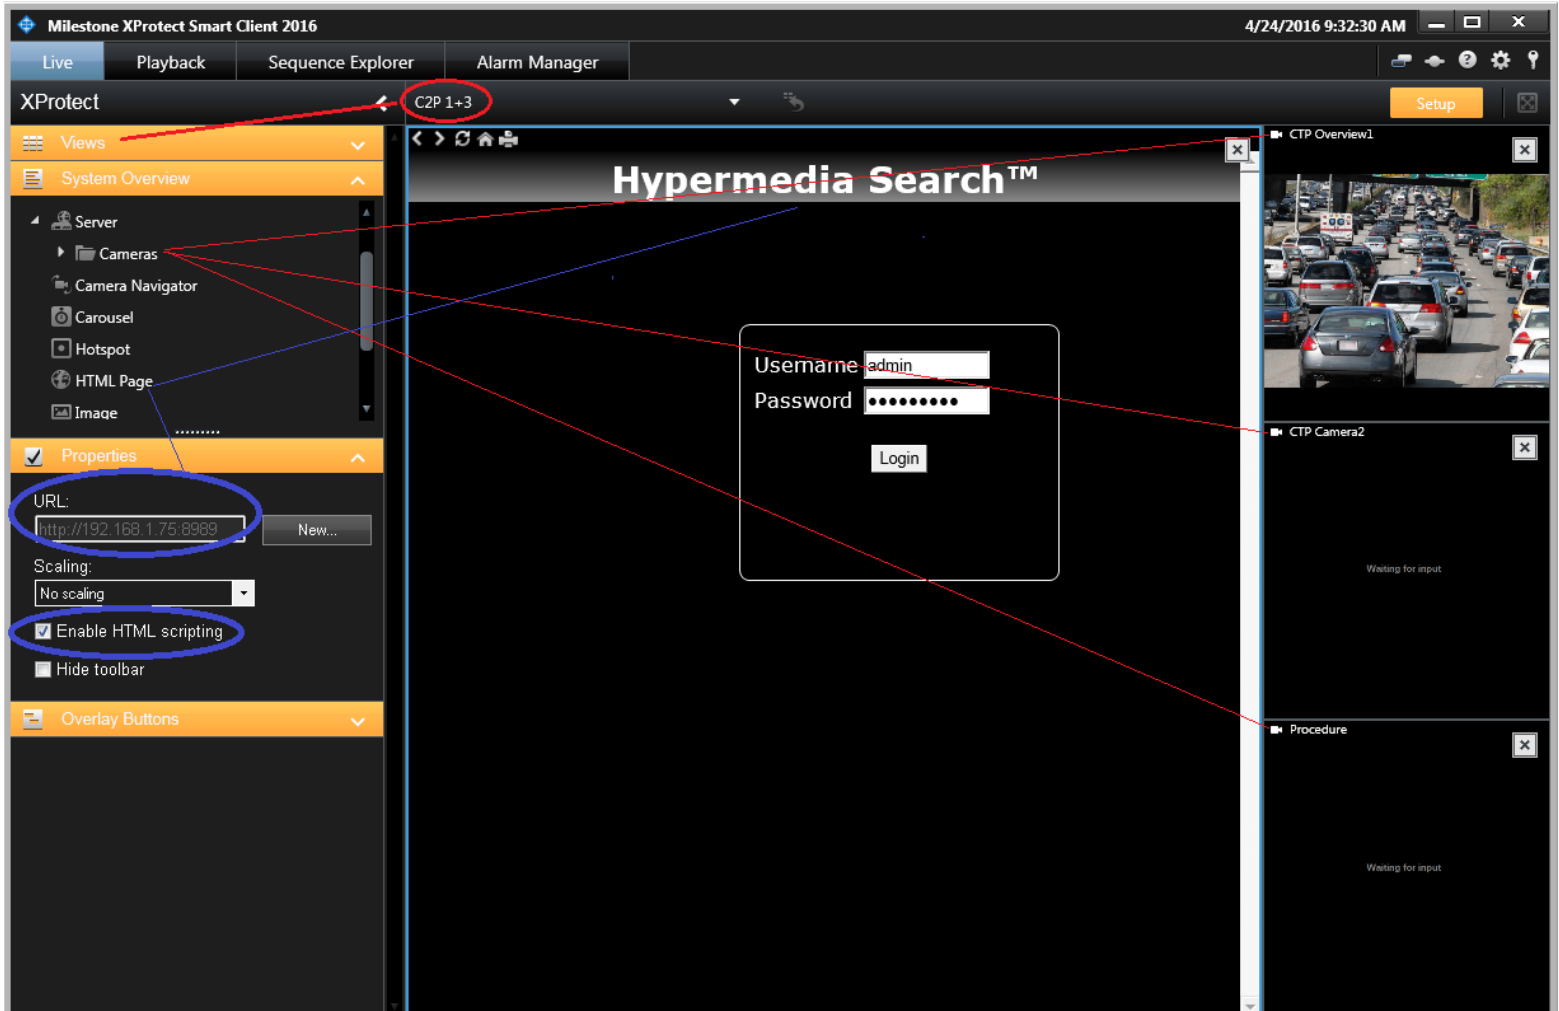 Milestone XProtect Smart Client 2016
4/24/2016 9:32:30 AM
Live
Playback
Sequence Explorer
Alarm Manager
XProtect
C2P 1+3
Setup
Views
System Overview
Server
Cameras
Camera Navigator
Carousel
Hotspot
HTML Page
Image
Properties
URL:
http://192.168.1.75:8989
New...
Scaling:
No scaling
Enable HTML scripting
Hide toolbar
Overlay Buttons
Hypermedia Search™
Username admin
Password •••••••••
Login
CTP Overview1
CTP Camera2
Waiting for input
Procedure
Waiting for input